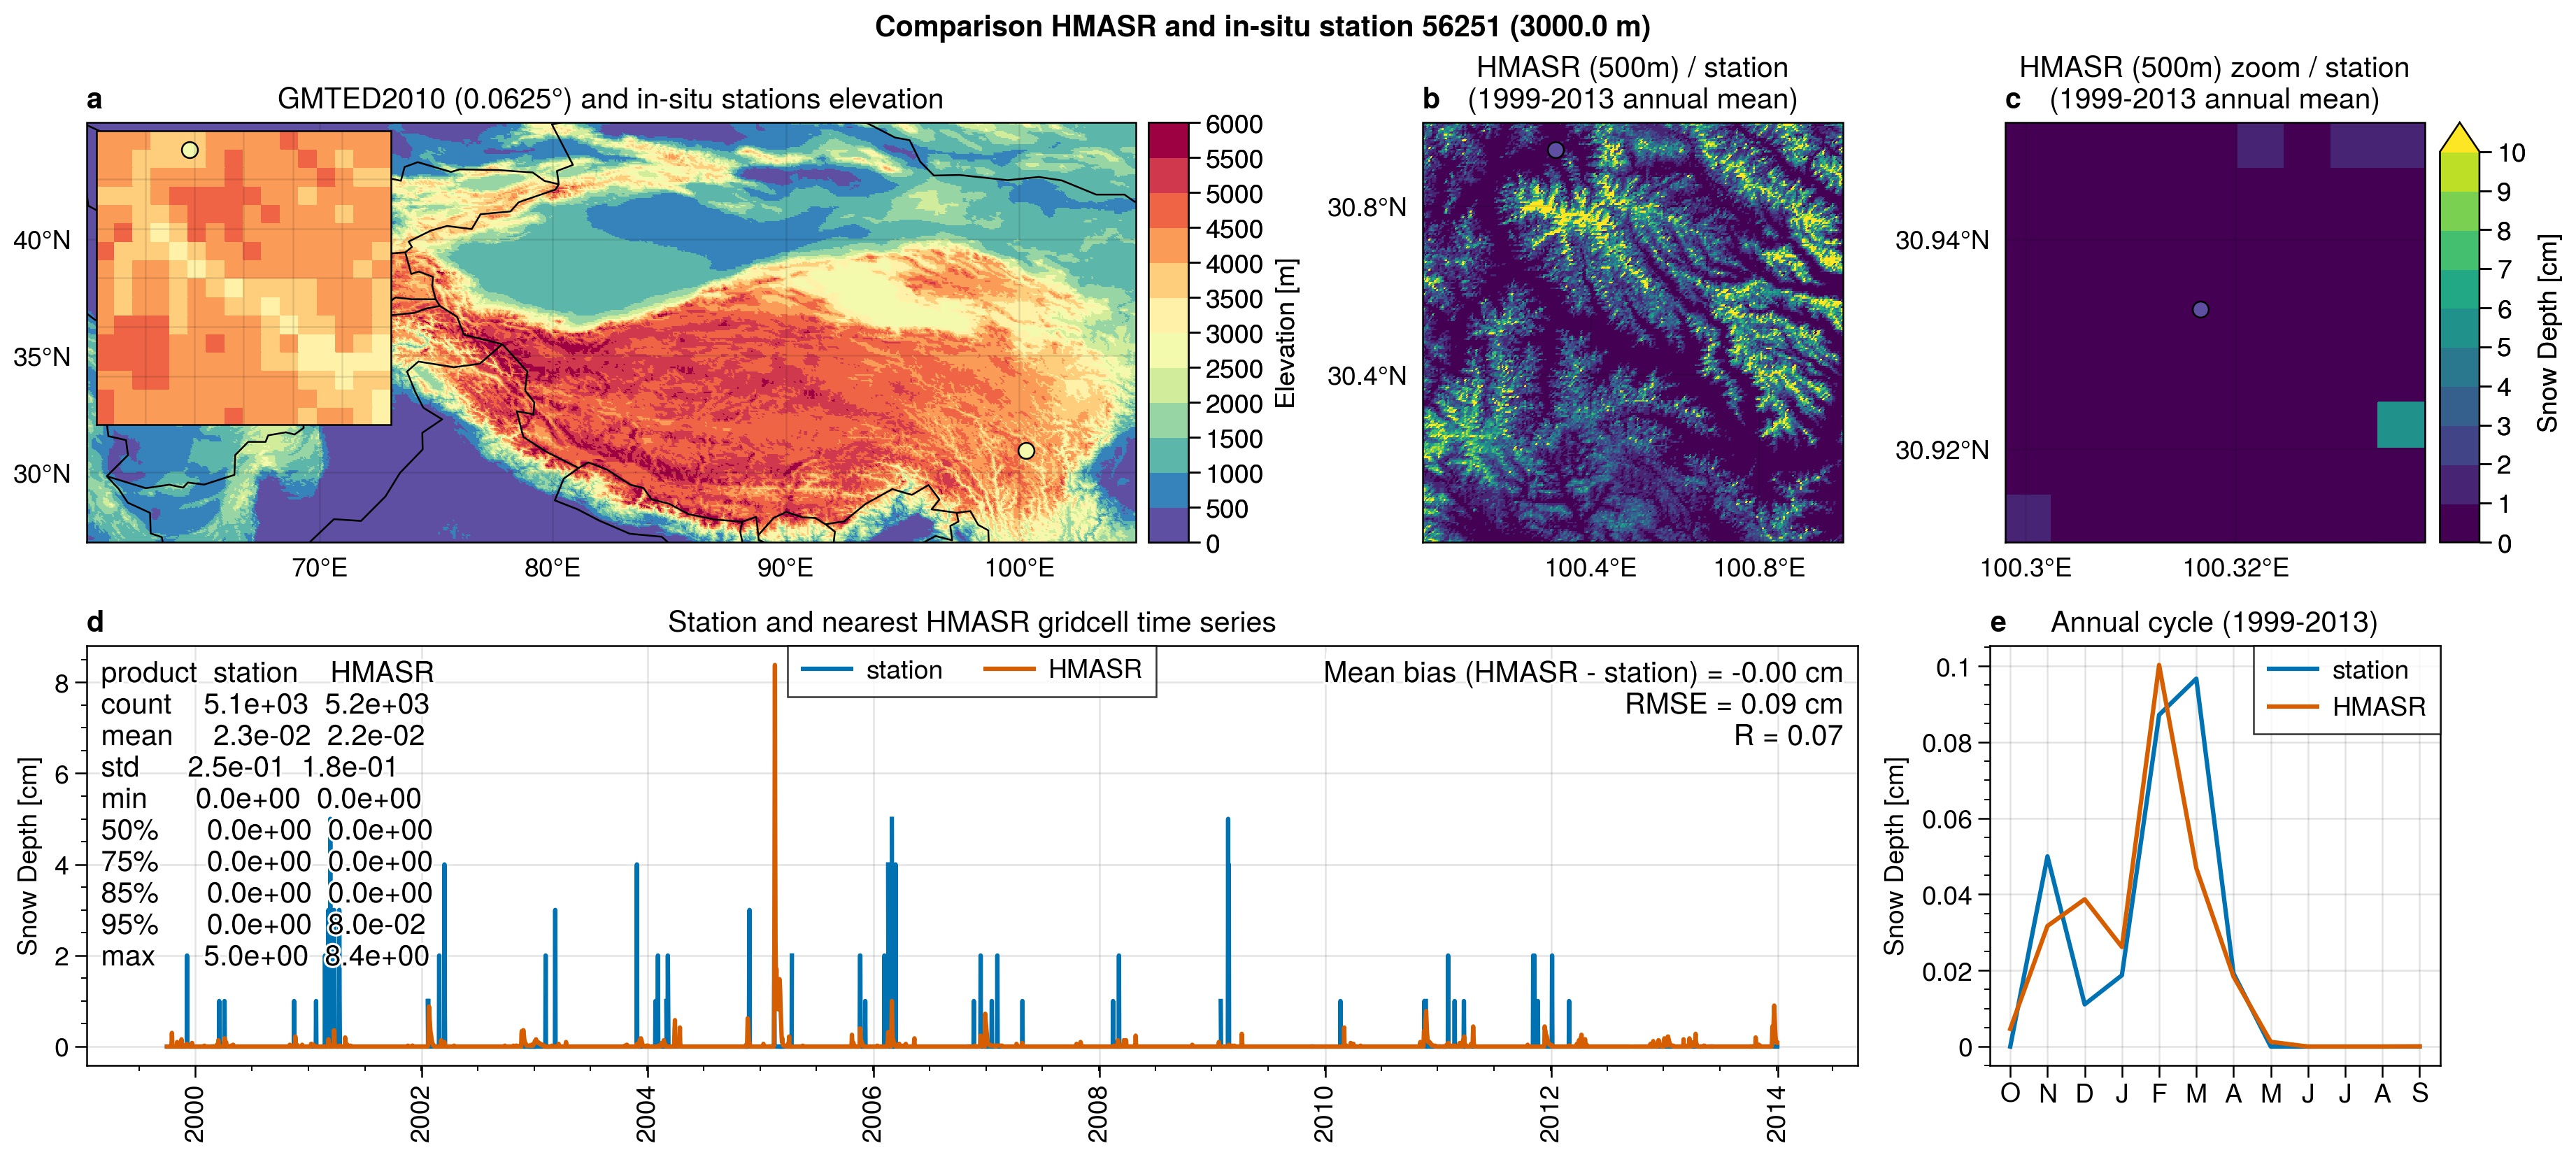 Comparison HMASR and in-situ station 56251 (3000.0 m)
a GMTED2010 (0.0625°) and in-situ stations elevation
40°N
35°N
30°N
70°E 80°E 90°E 100°E
6000
5500
5000
4500
4000
3500
3000
2500
2000
1500
1000
500
0
Elevation [m]
HMASR (500m) / station
b (1999-2013 annual mean)
30.8°N
30.4°N
100.4°E 100.8°E
HMASR (500m) zoom / station
c (1999-2013 annual mean)
30.94°N
30.92°N
100.3°E 100.32°E
10
9
8
7
6
5
4
3
2
1
0
Snow Depth [cm]
d Station and nearest HMASR gridcell time series
Snow Depth [cm]
8
6
4
2
0
product station HMASR
count 5.1e+03 5.2e+03
mean 2.3e-02 2.2e-02
std 2.5e-01 1.8e-01
min 0.0e+00 0.0e+00
50% 0.0e+00 0.0e+00
75% 0.0e+00 0.0e+00
85% 0.0e+00 0.0e+00
95% 0.0e+00 8.0e-02
max 5.0e+00 8.4e+00
station HMASR
Mean bias (HMASR - station) = -0.00 cm
RMSE = 0.09 cm
R = 0.07
2000 2002 2004 2006 2008 2010 2012 2014
e Annual cycle (1999-2013)
Snow Depth [cm]
0.1
0.08
0.06
0.04
0.02
0
station
HMASR
O N D J F M A M J J A S